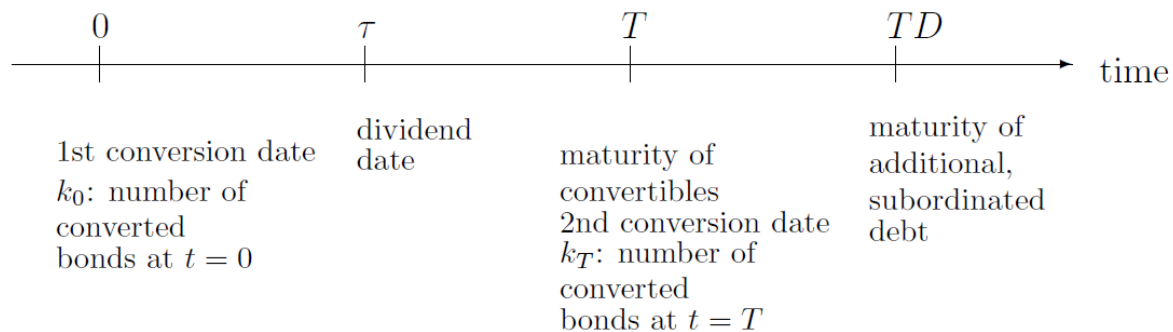 0
τ
T
TD
time
1st conversion date
k₀: number of
converted
bonds at t = 0
dividend
date
maturity of
convertibles
2nd conversion date
k_T: number of
converted
bonds at t = T
maturity of
additional,
subordinated
debt